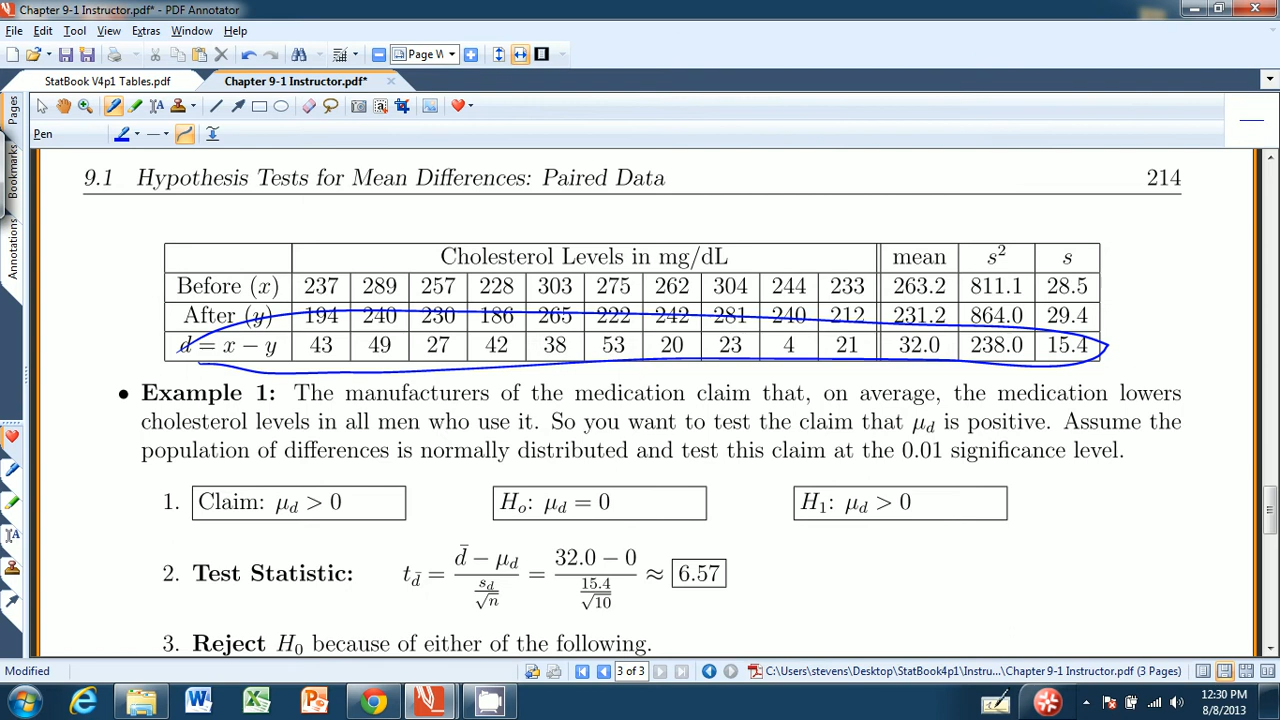 Chapter 9-1 Instructor.pdf* - PDF Annotator
File Edit Tool View Extras Window Help
Page W
StatBook V4p1 Tables.pdf Chapter 9-1 Instructor.pdf*
Pen
Pages
Bookmarks
Annotations
9.1 Hypothesis Tests for Mean Differences: Paired Data 214
Cholesterol Levels in mg/dL mean s² s
Before (x) 237 289 257 228 303 275 262 304 244 233 263.2 811.1 28.5
After (y) 194 240 230 186 265 222 242 281 240 212 231.2 864.0 29.4
d = x − y 43 49 27 42 38 53 20 23 4 21 32.0 238.0 15.4
• Example 1: The manufacturers of the medication claim that, on average, the medication lowers
cholesterol levels in all men who use it. So you want to test the claim that μd is positive. Assume the
population of differences is normally distributed and test this claim at the 0.01 significance level.
1. Claim: μd > 0 Ho: μd = 0 H1: μd > 0
2. Test Statistic: td̄ = (d̄ − μd) / (sd/√n) = (32.0 − 0) / (15.4/√10) ≈ 6.57
3. Reject H0 because of either of the following.
Modified 3 of 3 C:\Users\stevens\Desktop\StatBook4p1\Instru...\Chapter 9-1 Instructor.pdf (3 Pages)
12:30 PM
8/8/2013